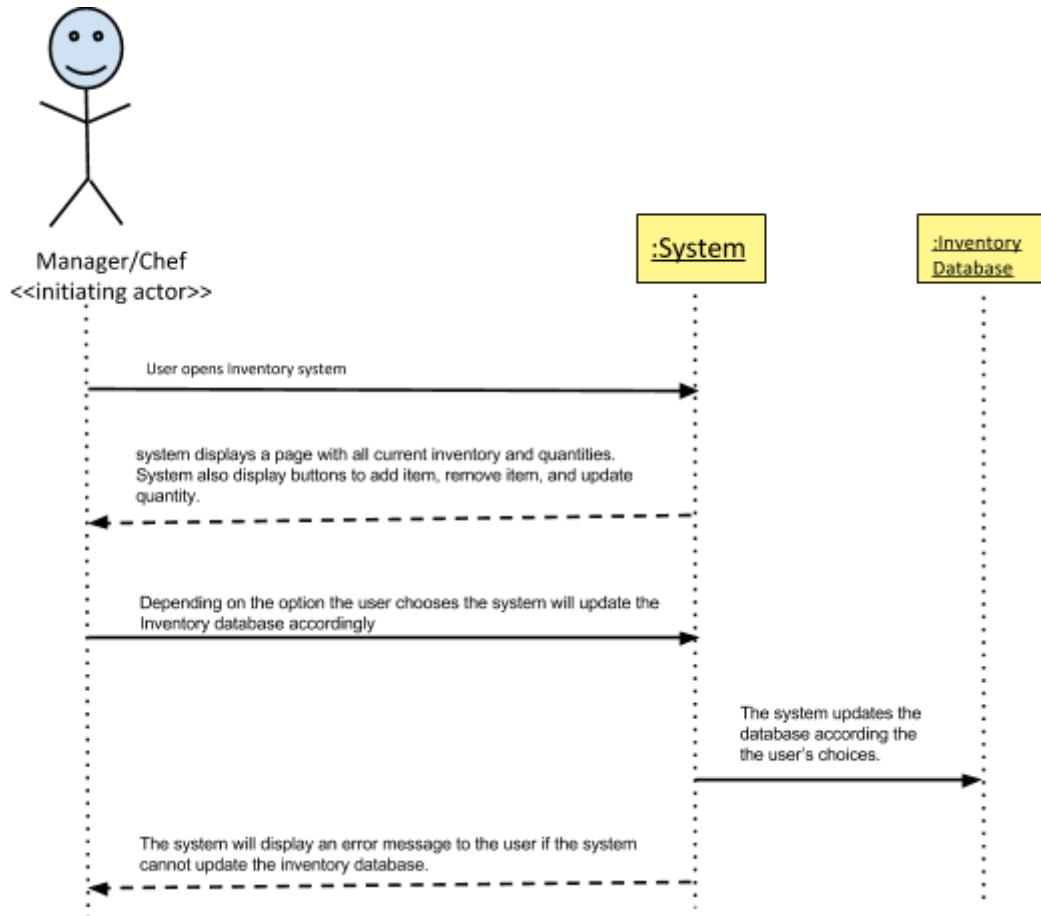 :System
:Inventory
Database
Manager/Chef
<<initiating actor>>
User opens Inventory system
system displays a page with all current inventory and quantities.
System also display buttons to add item, remove item, and update
quantity.
Depending on the option the user chooses the system will update the
Inventory database accordingly
The system updates the
database according the
the user's choices.
The system will display an error message to the user if the system
cannot update the inventory database.